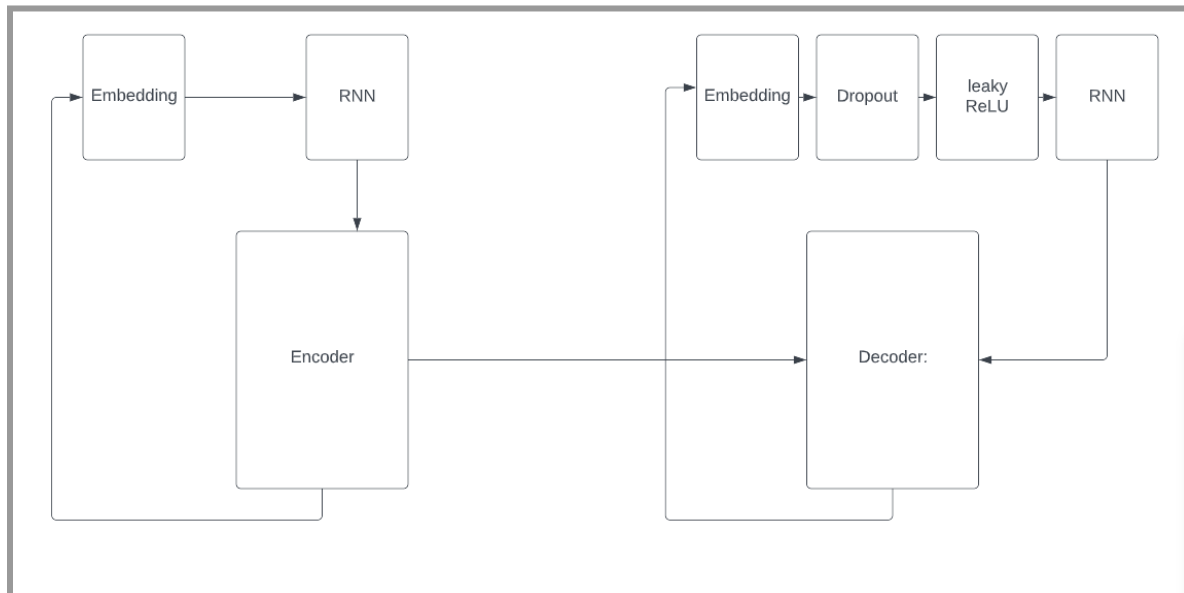 Embedding
RNN
Embedding
Dropout
leaky
ReLU
RNN
Encoder
Decoder: